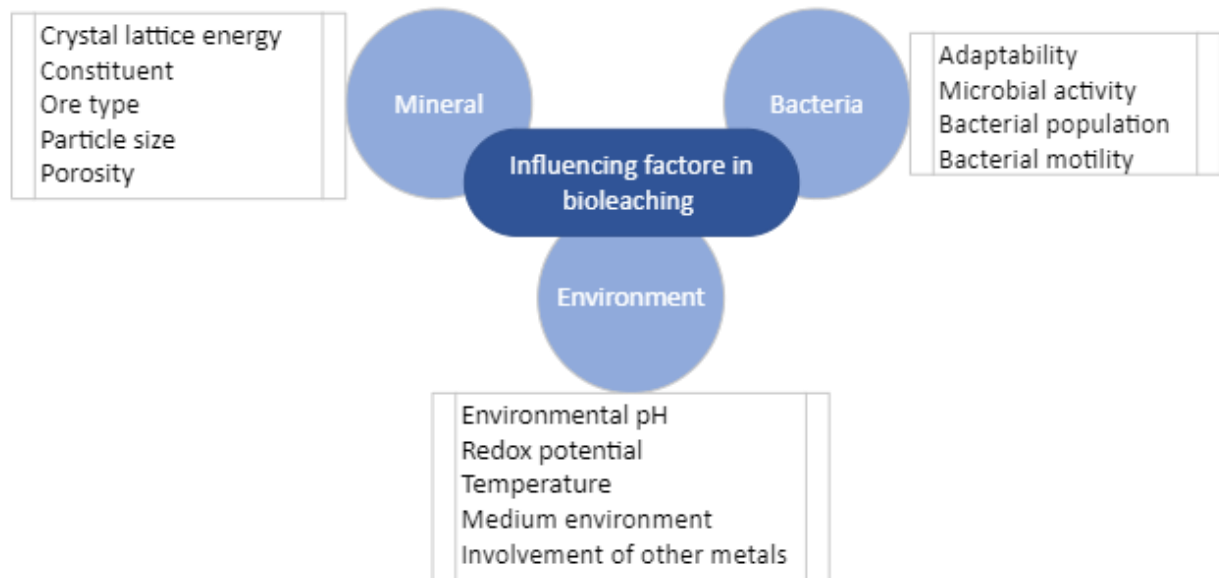 Crystal lattice energy
Constituent
Ore type
Particle size
Porosity
Mineral
Bacteria
Adaptability
Microbial activity
Bacterial population
Bacterial motility
Influencing factore in
bioleaching
Environment
Environmental pH
Redox potential
Temperature
Medium environment
Involvement of other metals